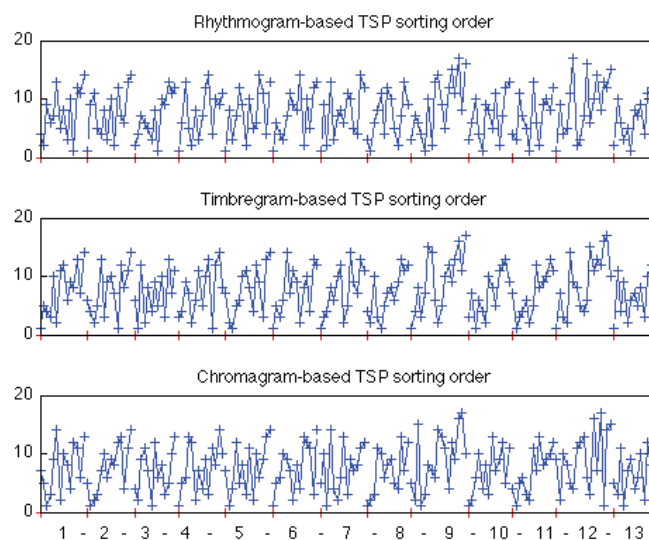 Rhythmogram-based TSP sorting order
20
10
0
Timbregram-based TSP sorting order
20
10
0
Chromagram-based TSP sorting order
20
10
0
1 - 2 - 3 - 4 - 5 - 6 - 7 - 8 - 9 - 10 - 11 - 12 - 13